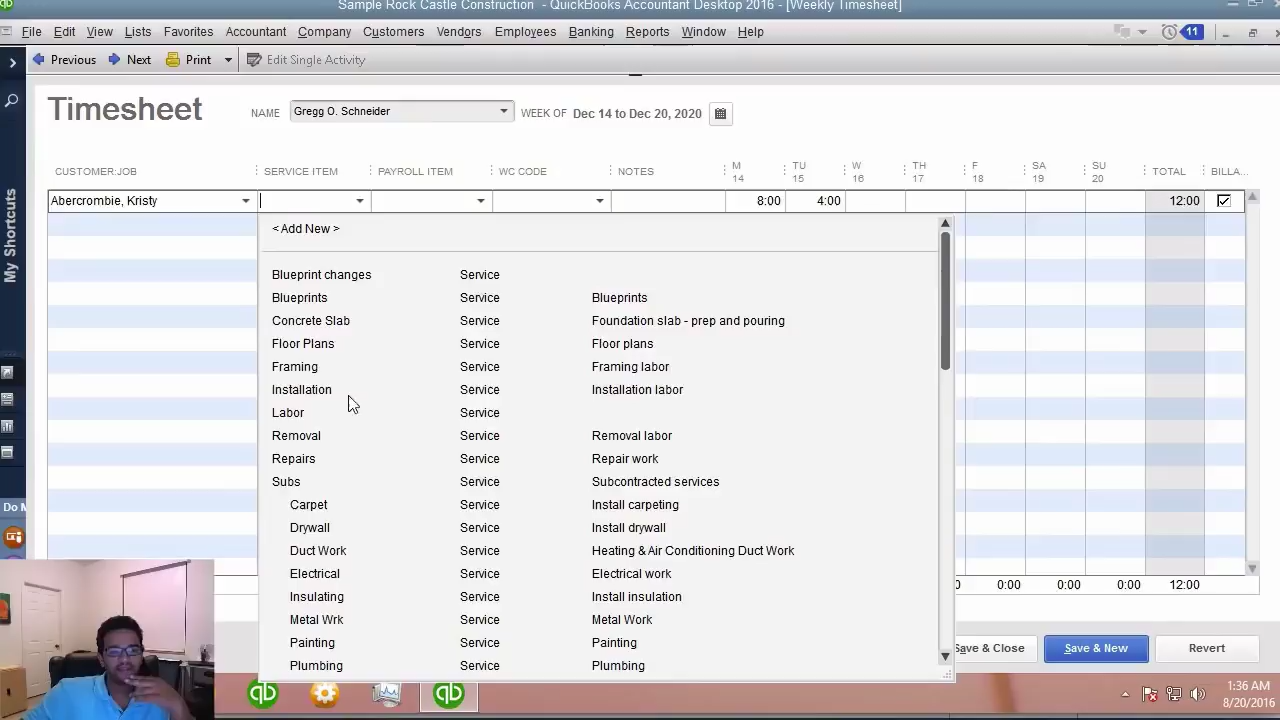 Sample Rock Castle Construction - QuickBooks Accountant Desktop 2016 - [Weekly Timesheet]
File Edit View Lists Favorites Accountant Company Customers Vendors Employees Banking Reports Window Help 11
Previous Next Print Edit Single Activity
Timesheet NAME Gregg O. Schneider WEEK OF Dec 14 to Dec 20, 2020
CUSTOMER:JOB SERVICE ITEM PAYROLL ITEM WC CODE NOTES M 14 TU 15 W 16 TH 17 F 18 SA 19 SU 20 TOTAL BILLA...
Abercrombie, Kristy 8:00 4:00 12:00
My Shortcuts
< Add New >
Blueprint changes Service
Blueprints Service Blueprints
Concrete Slab Service Foundation slab - prep and pouring
Floor Plans Service Floor plans
Framing Service Framing labor
Installation Service Installation labor
Labor Service
Removal Service Removal labor
Repairs Service Repair work
Subs Service Subcontracted services
Carpet Service Install carpeting
Do M
Drywall Service Install drywall
Duct Work Service Heating & Air Conditioning Duct Work
Electrical Service Electrical work
0 0:00 0:00 0:00 12:00
Insulating Service Install insulation
Metal Wrk Service Metal Work
Painting Service Painting
Save & Close Save & New Revert
Plumbing Service Plumbing
qb qb
1:36 AM
8/20/2016